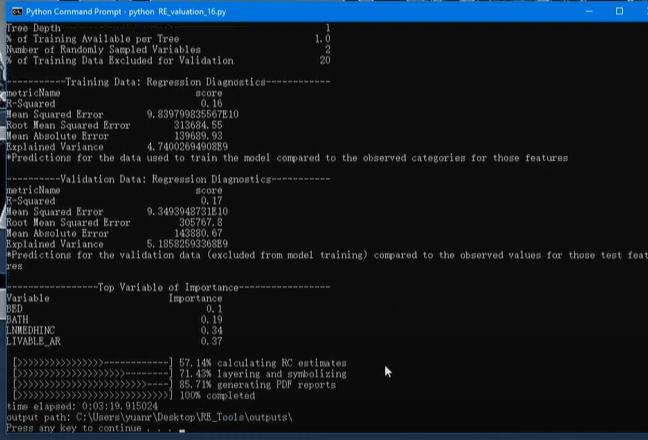 Python Command Prompt - python RE_valuation_16.py
Tree Depth 1
% of Training Available per Tree 1.0
Number of Randomly Sampled Variables 2
% of Training Data Excluded for Validation 20
-----------Training Data: Regression Diagnostics------------
metricName score
R-Squared 0.16
Mean Squared Error 9.839799835567E10
Root Mean Squared Error 313684.55
Mean Absolute Error 139689.93
Explained Variance 4.74002694908E9
*Predictions for the data used to train the model compared to the observed categories for those features
----------Validation Data: Regression Diagnostics-----------
metricName score
R-Squared 0.17
Mean Squared Error 9.3493948731E10
Root Mean Squared Error 305767.8
Mean Absolute Error 143880.67
Explained Variance 5.18582593368E9
*Predictions for the validation data (excluded from model training) compared to the observed values for those test featu
res
-----------------Top Variable of Importance-----------------
Variable Importance
BED 0.1
BATH 0.19
LNMEDHINC 0.34
LIVABLE_AR 0.37
[>>>>>>>>>>>>>>>>------------] 57.14% calculating RC estimates
[>>>>>>>>>>>>>>>>>>>>--------] 71.43% layering and symbolizing
[>>>>>>>>>>>>>>>>>>>>>>>>----] 85.71% generating PDF reports
[>>>>>>>>>>>>>>>>>>>>>>>>>>>>] 100% completed
time elapsed: 0:03:19.915024
output path: C:\Users\yuanr\Desktop\RE_Tools\outputs\
Press any key to continue . . .